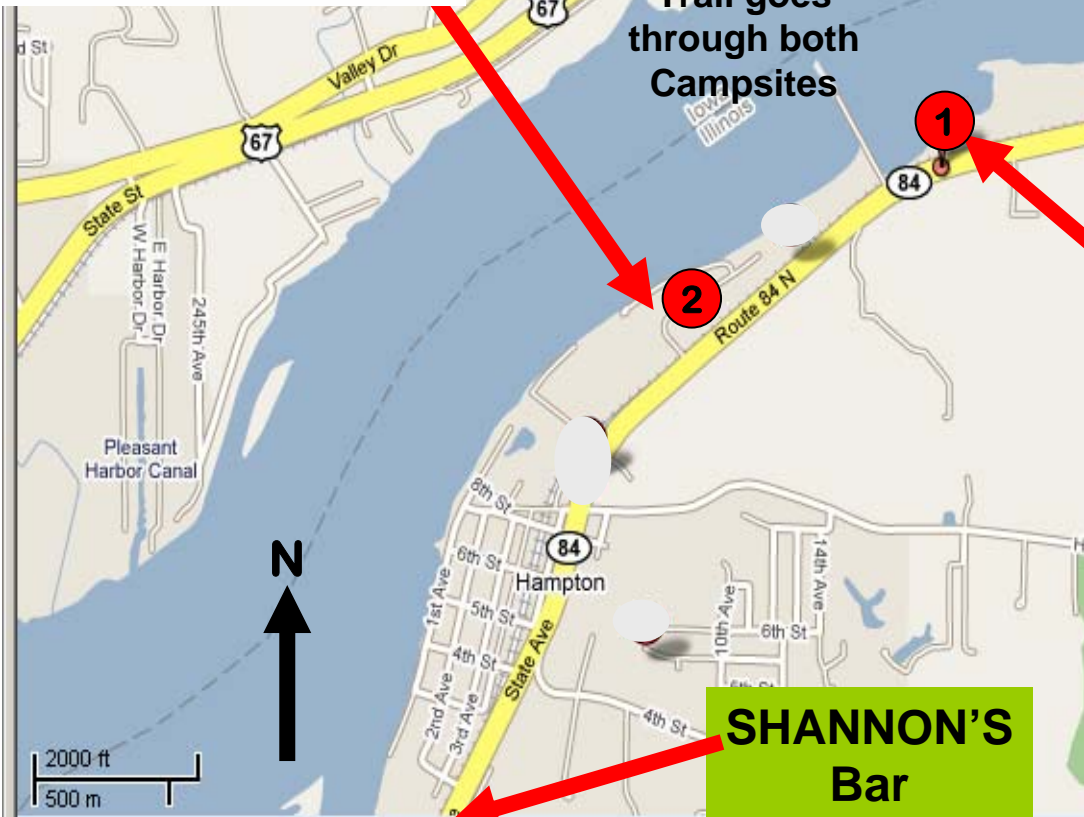 Trail goes
through both
Campsites
67
d St
Valley Dr
67
Iowa
Illinois
1
84
State St
E Harbor Dr
W Harbor Dr
245th Ave
2
Route 84 N
Pleasant
Harbor Canal
8th St
84
Hampton
6th St
5th St
4th St
1st Ave
2nd Ave
3rd Ave
State Ave
14th Ave
10th Ave
6th St
H
4th St
N
SHANNON'S
Bar
2000 ft
500 m